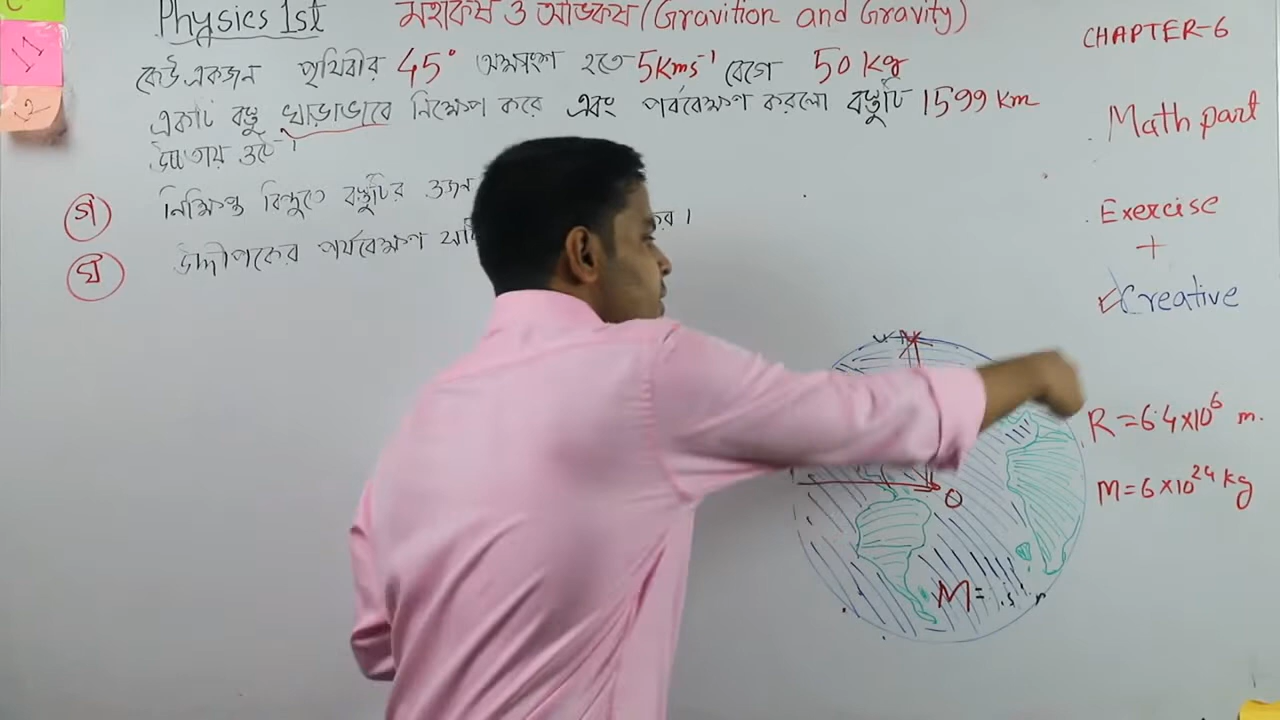 Physics 1st
মহাকর্ষ ও অভিকর্ষ (Gravition and Gravity)
CHAPTER-6
কেউ একজন পৃথিবীর 45° অক্ষাংশ হতে 5Kms⁻¹ বেগে 50 kg
একটি বস্তু খাড়াভাবে নিক্ষেপ করে এবং পর্যবেক্ষণ করলো বস্তুটি 1599 Km
উচ্চতায় ওঠে।
গ নিক্ষিপ্ত বিন্দুতে বস্তুটির ওজন
ঘ উদ্দীপকের পর্যবেক্ষণ কর।
Math part
Exercise
+
Creative
R = 6.4×10⁶ m.
M = 6×10²⁴ kg
O
M =